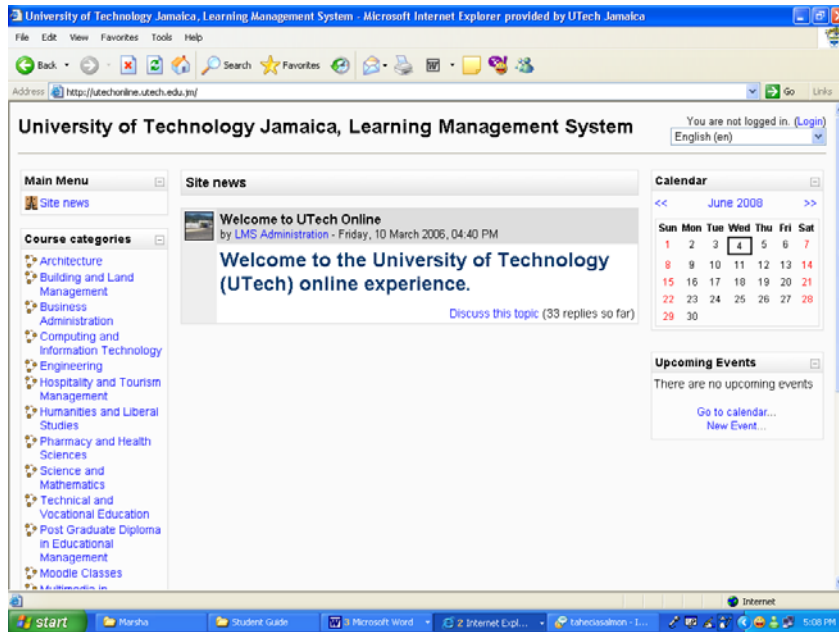 University of Technology Jamaica, Learning Management System - Microsoft Internet Explorer provided by UTech Jamaica
File Edit View Favorites Tools Help
Back Search Favorites
Address http://utechonline.utech.edu.jm/ Go Links
University of Technology Jamaica, Learning Management System
You are not logged in. (Login)
English (en)
Main Menu
Site news
Course categories
Architecture
Building and Land
Management
Business
Administration
Computing and
Information Technology
Engineering
Hospitality and Tourism
Management
Humanities and Liberal
Studies
Pharmacy and Health
Sciences
Science and
Mathematics
Technical and
Vocational Education
Post Graduate Diploma
in Educational
Management
Moodle Classes
Multimedia in
Site news
Welcome to UTech Online
by LMS Administration - Friday, 10 March 2006, 04:40 PM
Welcome to the University of Technology
(UTech) online experience.
Discuss this topic (33 replies so far)
Calendar
<< June 2008 >>
Sun Mon Tue Wed Thu Fri Sat
1 2 3 4 5 6 7
8 9 10 11 12 13 14
15 16 17 18 19 20 21
22 23 24 25 26 27 28
29 30
Upcoming Events
There are no upcoming events
Go to calendar...
New Event...
Internet
start Marsha Student Guide 3 Microsoft Word 2 Internet Expl... taheciasalmon - I... 5:08 PM